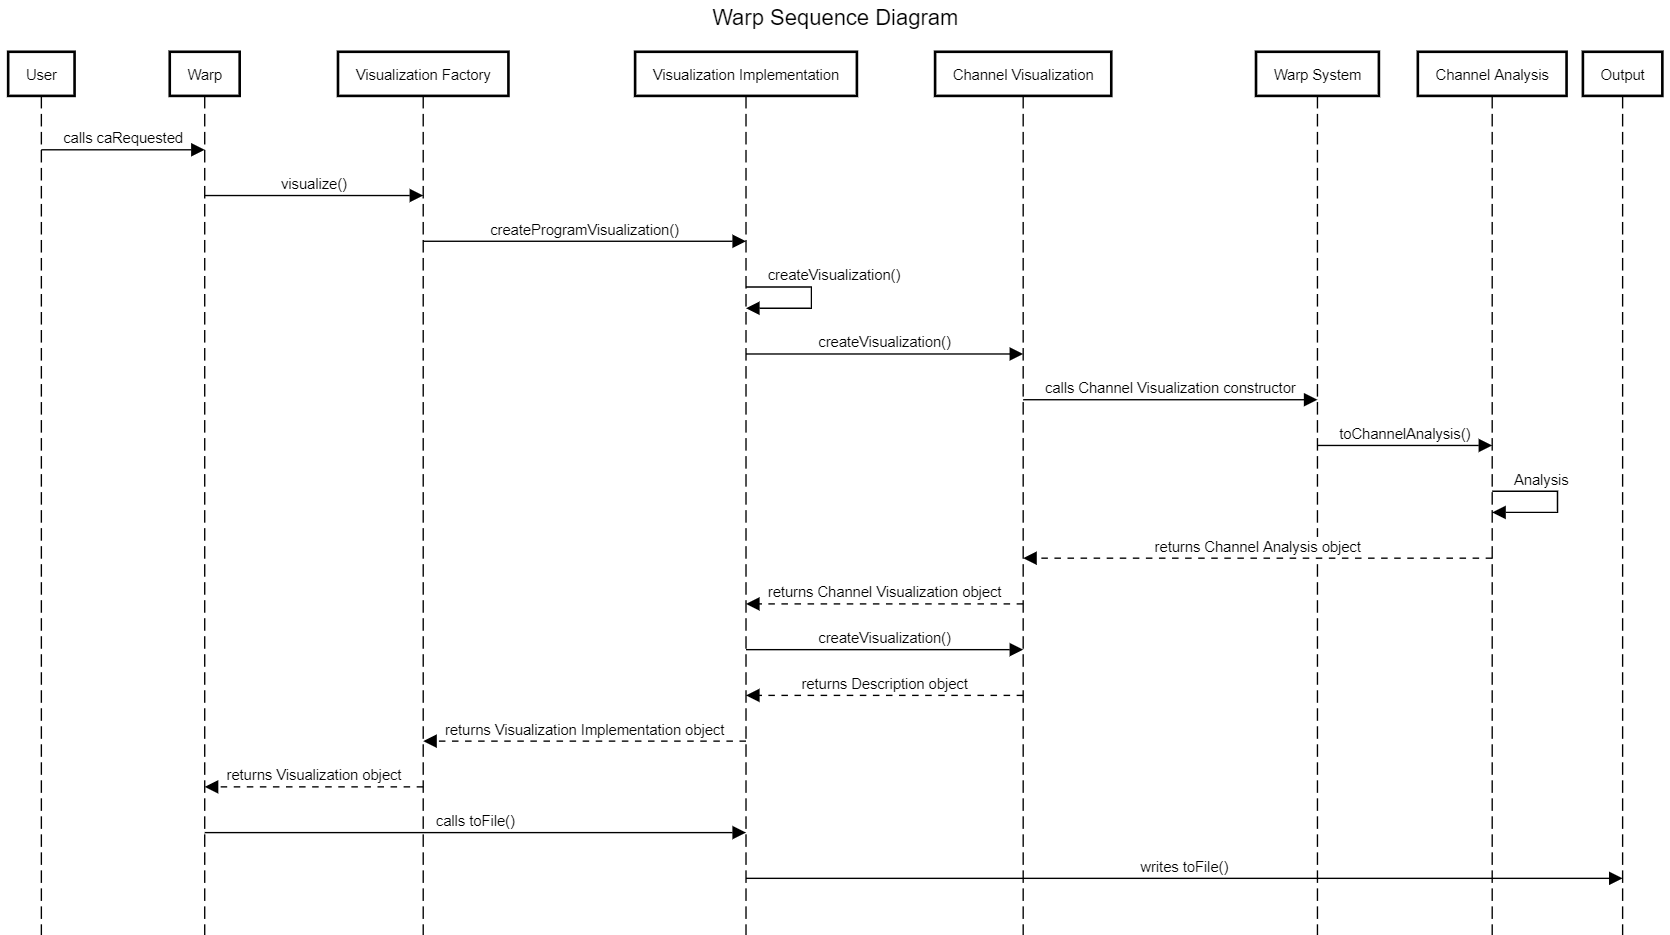 Warp Sequence Diagram
User
Warp
Visualization Factory
Visualization Implementation
Channel Visualization
Warp System
Channel Analysis
Output
calls caRequested
visualize()
createProgramVisualization()
createVisualization()
createVisualization()
calls Channel Visualization constructor
toChannelAnalysis()
Analysis
returns Channel Analysis object
returns Channel Visualization object
createVisualization()
returns Description object
returns Visualization Implementation object
returns Visualization object
calls toFile()
writes toFile()